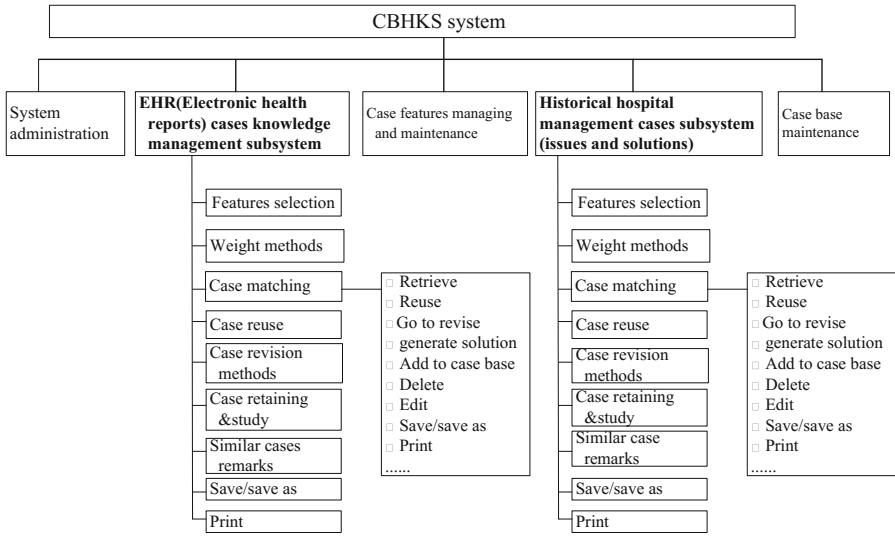 CBHKS system
System
administration
EHR(Electronic health
reports) cases knowledge
management subsystem
Case features managing
and maintenance
Historical hospital
management cases subsystem
(issues and solutions)
Case base
maintenance
Features selection
Weight methods
Case matching
Case reuse
Case revision
methods
Case retaining
&study
Similar cases
remarks
Save/save as
Print
Retrieve
Reuse
Go to revise
generate solution
Add to case base
Delete
Edit
Save/save as
Print
......
Features selection
Weight methods
Case matching
Case reuse
Case revision
methods
Case retaining
&study
Similar case
remarks
Save/save as
Print
Retrieve
Reuse
Go to revise
generate solution
Add to case base
Delete
Edit
Save/save as
Print
......